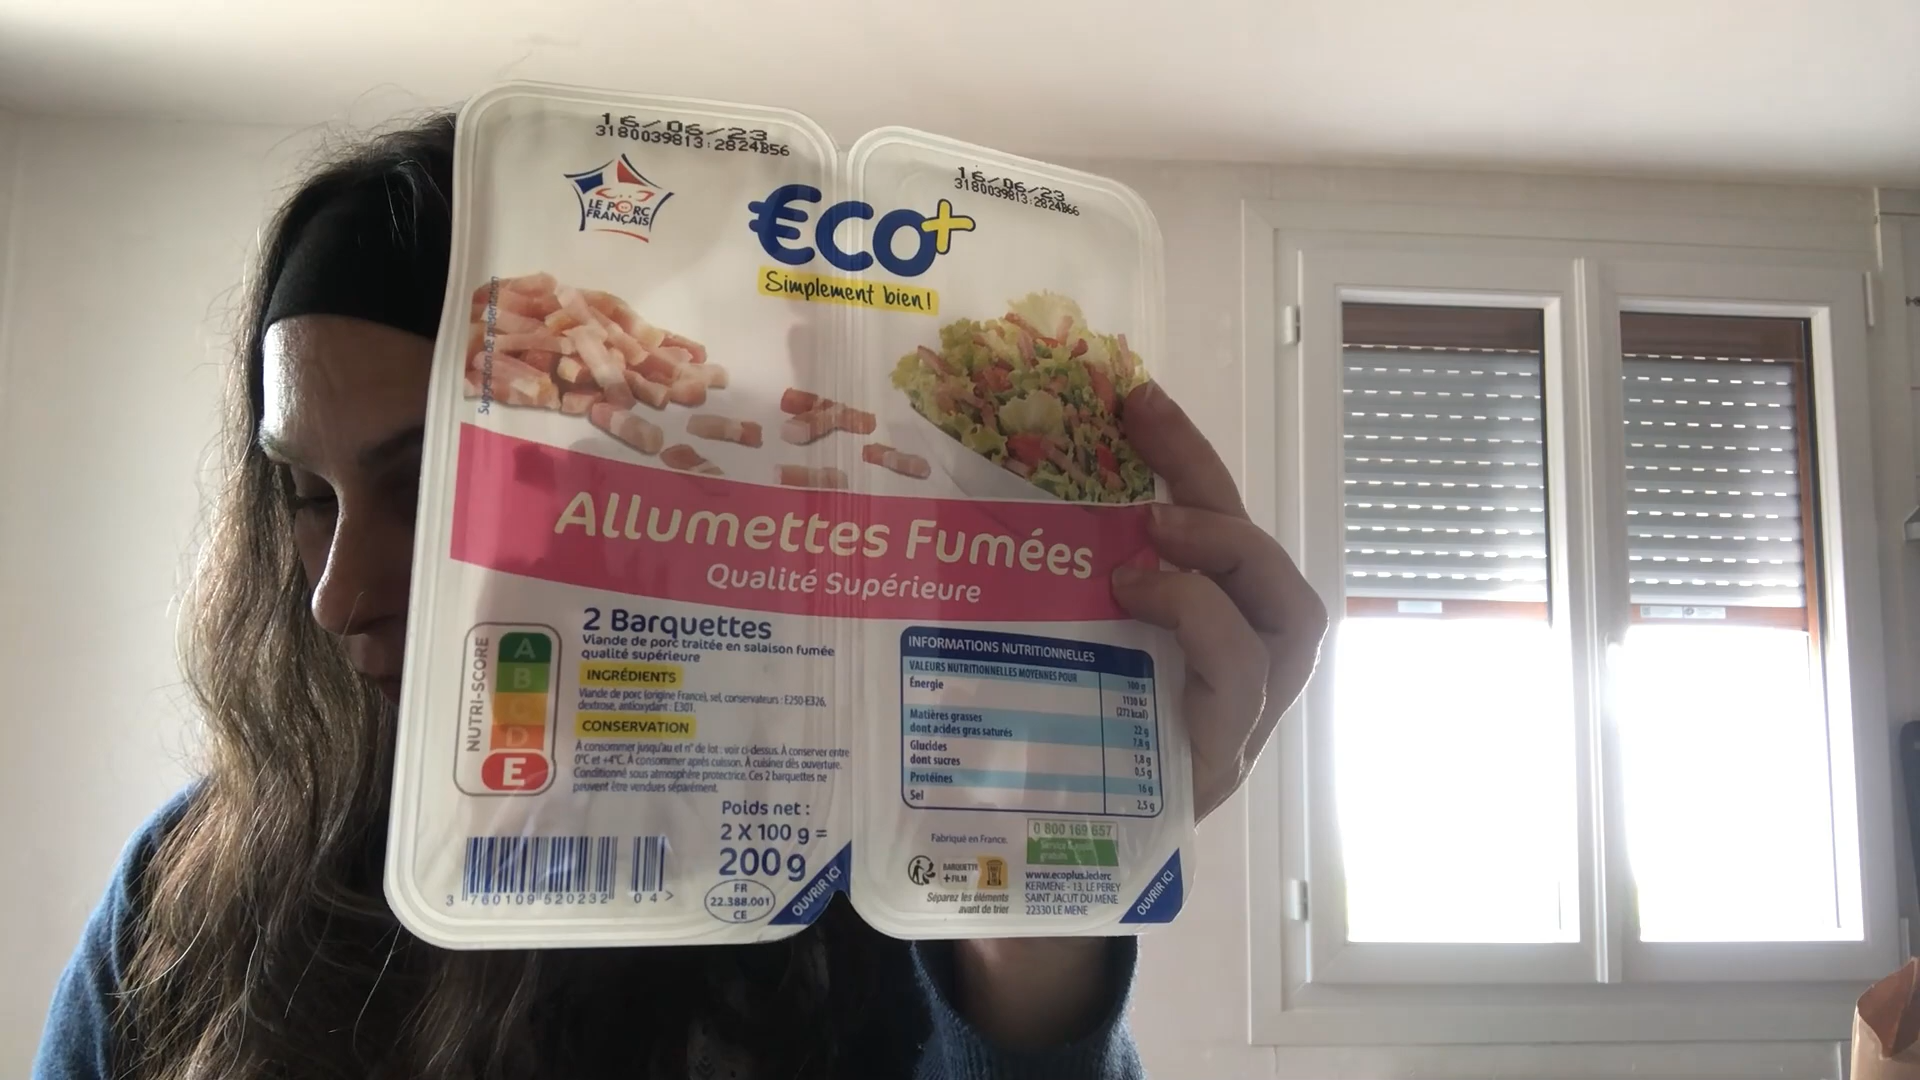 16/06/23
3180039813:2824B56
LE PORC
FRANÇAIS
€CO+
Simplement bien!
16/06/23
3180039813:2824B66
Suggestion de présentation
Allumettes Fumées
Qualité Supérieure
2 Barquettes
Viande de porc traitée en salaison fumée
qualité supérieure
INGRÉDIENTS
Viande de porc (origine France), sel, conservateurs : E250-E326,
dextrose, antioxydant : E301.
CONSERVATION
A consommer jusqu'au et n° de lot : voir ci-dessus. À conserver entre
0°C et +4°C. À consommer après cuisson. À cuisiner dès ouverture.
Conditionné sous atmosphère protectrice. Ces 2 barquettes ne
peuvent être vendues séparément.
NUTRI-SCORE
A
B
C
D
E
Poids net :
2 X 100 g =
200g
FR
22.388.001
CE
OUVRIR ICI
3 760109 520232 04 >
INFORMATIONS NUTRITIONNELLES
VALEURS NUTRITIONNELLES MOYENNES POUR 100 g
Énergie 1130 kJ
(272 kcal)
Matières grasses 22 g
dont acides gras saturés 7,8 g
Glucides 1,8 g
dont sucres 0,5 g
Protéines 16 g
Sel 2,5 g
Fabriqué en France.
0 800 169 657
Service & appel
gratuits
BARQUETTE
+ FILM
Séparez les éléments
avant de trier
www.ecoplus.leclerc
KERMENE - 13, LE PEREY
SAINT JACUT DU MENE
22330 LE MENE
OUVRIR ICI